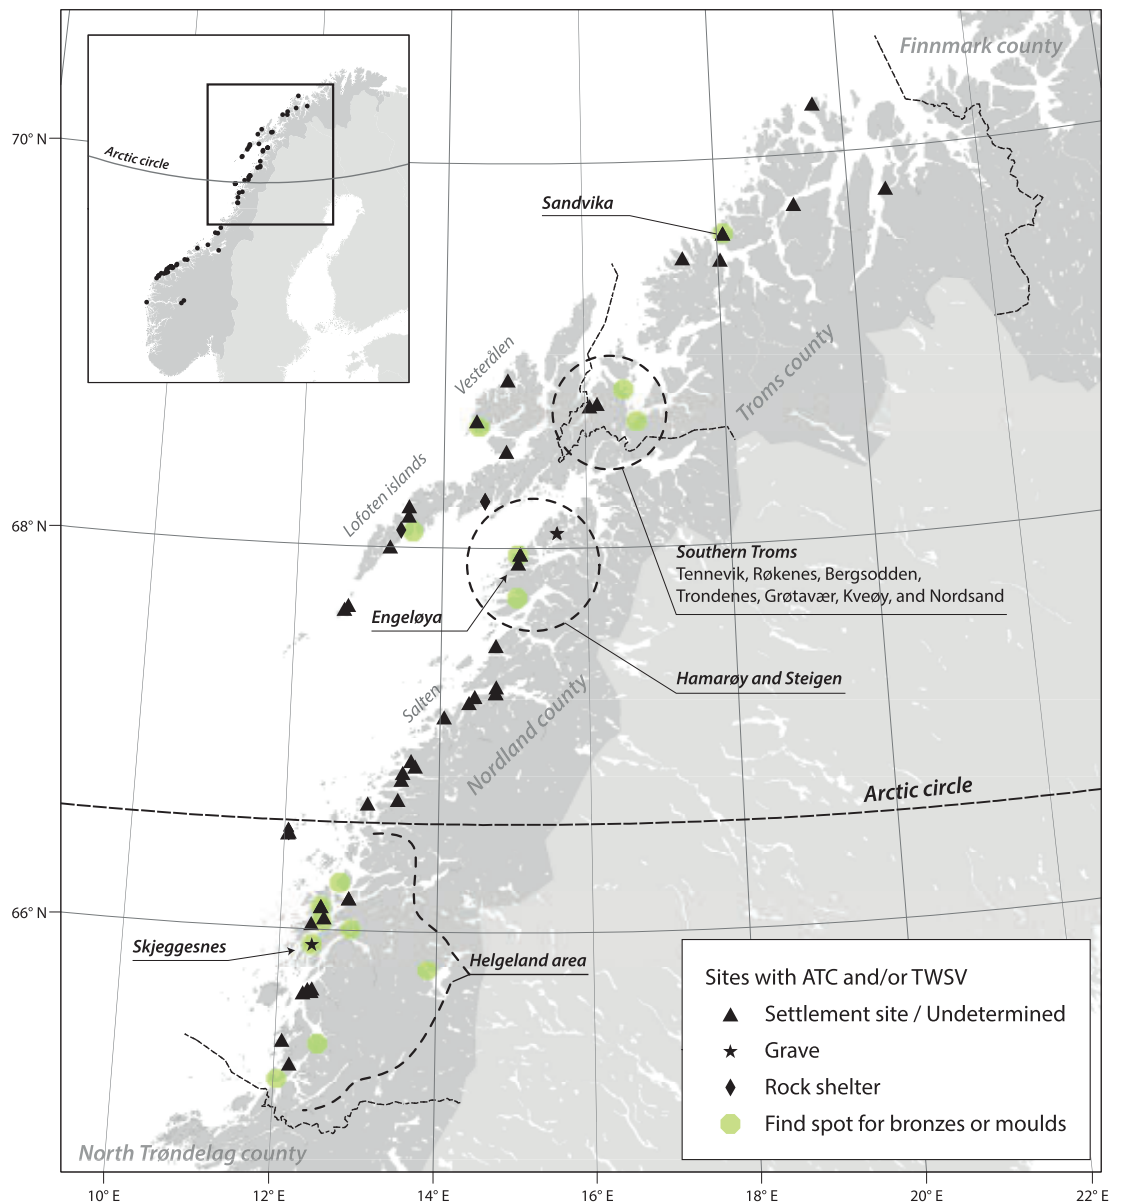 Finnmark county
70° N
Arctic circle
Sandvika
Vesterålen
Troms county
Lofoten islands
68° N
Southern Troms
Tennevik, Røkenes, Bergsodden,
Trondenes, Grøtavær, Kveøy, and Nordsand
Engeløya
Hamarøy and Steigen
Salten
Nordland county
Arctic circle
66° N
Skjeggesnes
Helgeland area
Sites with ATC and/or TWSV
Settlement site / Undetermined
Grave
Rock shelter
Find spot for bronzes or moulds
North Trøndelag county
10° E
12° E
14° E
16° E
18° E
20° E
22° E